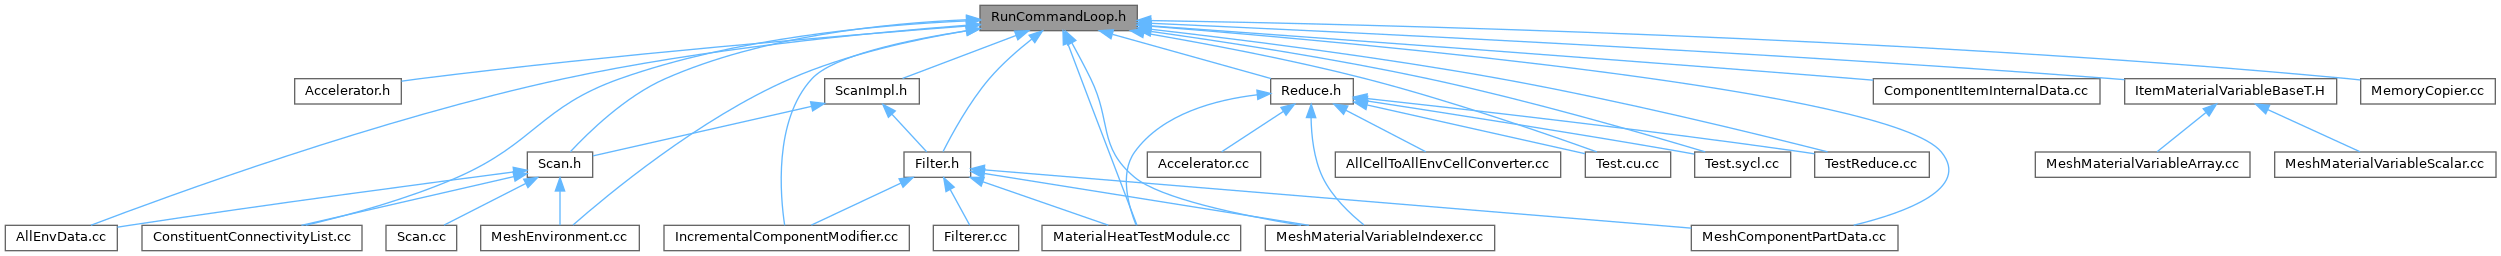 RunCommandLoop.h
Accelerator.h
ScanImpl.h
Reduce.h
ComponentItemInternalData.cc
ItemMaterialVariableBaseT.H
MemoryCopier.cc
Scan.h
Filter.h
Accelerator.cc
AllCellToAllEnvCellConverter.cc
Test.cu.cc
Test.sycl.cc
TestReduce.cc
MeshMaterialVariableArray.cc
MeshMaterialVariableScalar.cc
AllEnvData.cc
ConstituentConnectivityList.cc
Scan.cc
MeshEnvironment.cc
IncrementalComponentModifier.cc
Filterer.cc
MaterialHeatTestModule.cc
MeshMaterialVariableIndexer.cc
MeshComponentPartData.cc